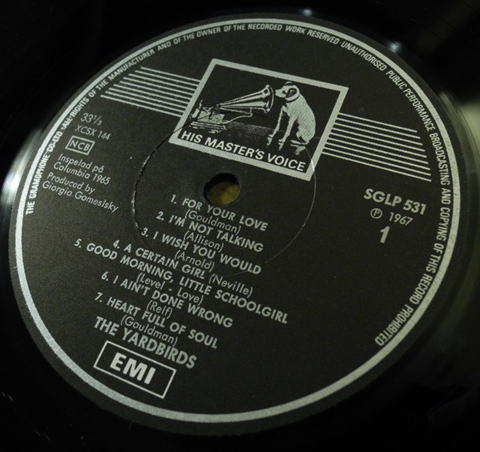 THE GRAMOPHONE CO LTD. ALL RIGHTS OF THE MANUFACTURER AND OF THE OWNER OF THE RECORDED WORK RESERVED UNAUTHORISED PUBLIC PERFORMANCE BROADCASTING AND COPYING OF THIS RECORD PROHIBITED
HIS MASTER'S VOICE
33⅓
XCSX 144
NCB
Inspelad på
Columbia 1965
Produced by
Giorgia Gomeslsky
SGLP 531
Ⓟ 1967
1
1. FOR YOUR LOVE
(Gouldman)
2. I'M NOT TALKING
(Allison)
3. I WISH YOU WOULD
(Arnold)
4. A CERTAIN GIRL (Neville)
5. GOOD MORNING, LITTLE SCHOOLGIRL
(Level - Love)
6. I AIN'T DONE WRONG
(Relf)
7. HEART FULL OF SOUL
(Gouldman)
THE YARDBIRDS
EMI